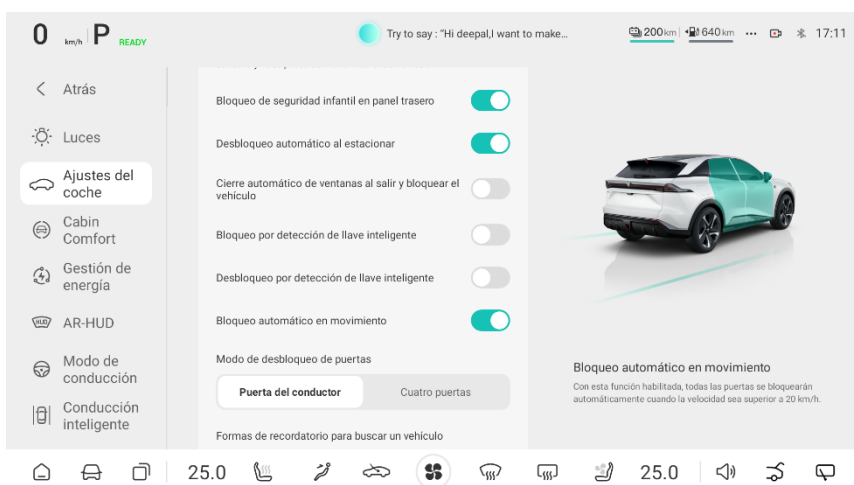 0 km/h P READY
Try to say : "Hi deepal,I want to make...
200 km
640 km
17:11
Atrás
Luces
Ajustes del
coche
Cabin
Comfort
Gestión de
energía
HUD AR-HUD
Modo de
conducción
Conducción
inteligente
Bloqueo de seguridad infantil en panel trasero
Desbloqueo automático al estacionar
Cierre automático de ventanas al salir y bloquear el
vehículo
Bloqueo por detección de llave inteligente
Desbloqueo por detección de llave inteligente
Bloqueo automático en movimiento
Modo de desbloqueo de puertas
Puerta del conductor
Cuatro puertas
Formas de recordatorio para buscar un vehículo
Bloqueo automático en movimiento
Con esta función habilitada, todas las puertas se bloquearán
automáticamente cuando la velocidad sea superior a 20 km/h.
25.0
25.0